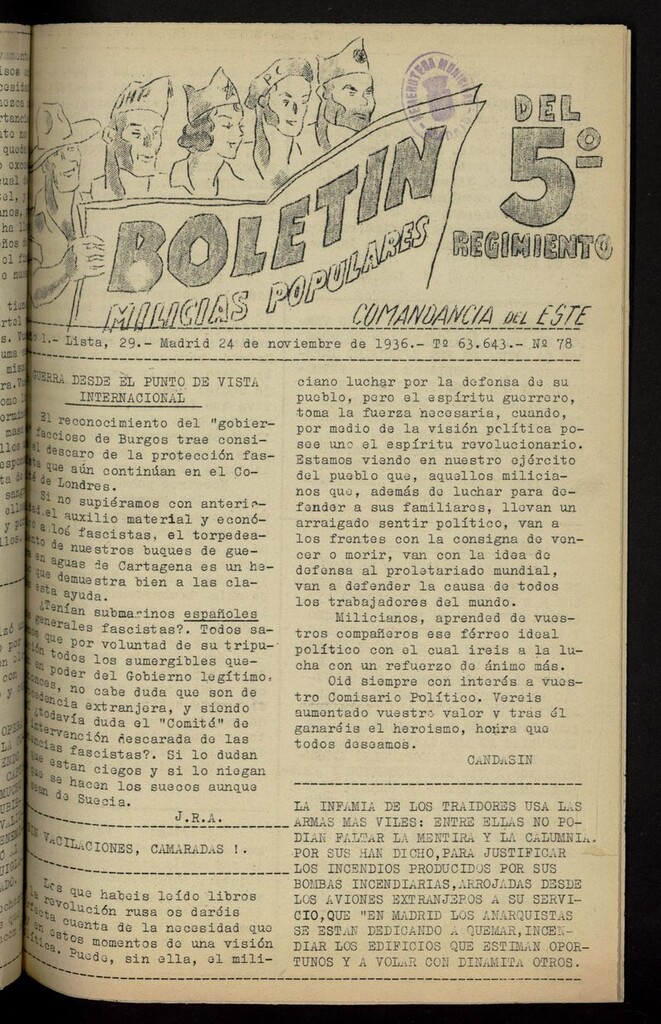 BOLETIN
MILICIAS POPULARES
DEL
5º
REGIMIENTO
COMANDANCIA DEL ESTE
HEMEROTECA MUNI
1.- Lista, 29.- Madrid 24 de noviembre de 1936.- Tº 63.643.- Nº 78
GUERRA DESDE EL PUNTO DE VISTA
INTERNACIONAL
El reconocimiento del "gobier-
faccioso de Burgos trae consi-
el descaro de la protección fas-
que aún continúan en el Co-
de Londres.
Si no supiéramos con anterio-
el auxilio material y econó-
a los fascistas, el torpedea-
de nuestros buques de gue-
en aguas de Cartagena es un he-
que demuestra bien a las cla-
esta ayuda.
¿Tenían submarinos españoles
generales fascistas?. Todos sa-
que por voluntad de su tripu-
todos los sumergibles que-
en poder del Gobierno legítimo.
no cabe duda que son de
extranjera, y siendo
¿todavía duda el "Comité" de
intervención descarada de las
fascistas?. Si lo dudan
que estan ciegos y si lo niegan
se hacen los suecos aunque
sean de Suecia.
J.R.A.
VACILACIONES, CAMARADAS !.
Los que habeis leído libros
la revolución rusa os daréis
cuenta de la necesidad que
en estos momentos de una visión
Puede, sin ella, el mili-
ciano luchar por la defensa de su
pueblo, pero el espíritu guerrero,
toma la fuerza necesaria, cuando,
por medio de la visión política po-
see uno el espíritu revolucionario.
Estamos viendo en nuestro ejército
del pueblo que, aquellos milicia-
nos que, además de luchar para de-
fender a sus familiares, llevan un
arraigado sentir político, van a
los frentes con la consigna de ven-
cer o morir, van con la idea de
defensa al proletariado mundial,
van a defender la causa de todos
los trabajadores del mundo.
Milicianos, aprended de vues-
tros compañeros ese férreo ideal
político con el cual ireis a la lu-
cha con un refuerzo de ánimo más.
Oid siempre con interés a vues-
tro Comisario Político. Vereis
aumentado vuestro valor y tras él
ganaréis el heroismo, honra que
todos deseamos.
CANDASIN
LA INFAMIA DE LOS TRAIDORES USA LAS
ARMAS MAS VILES: ENTRE ELLAS NO PO-
DIAN FALTAR LA MENTIRA Y LA CALUMNIA.
POR SUS HAN DICHO,PARA JUSTIFICAR
LOS INCENDIOS PRODUCIDOS POR SUS
BOMBAS INCENDIARIAS,ARROJADAS DESDE
LOS AVIONES EXTRANJEROS A SU SERVI-
CIO,QUE "EN MADRID LOS ANARQUISTAS
SE ESTAN DEDICANDO A QUEMAR,INCEN-
DIAR LOS EDIFICIOS QUE ESTIMAN OPOR-
TUNOS Y A VOLAR CON DINAMITA OTROS.